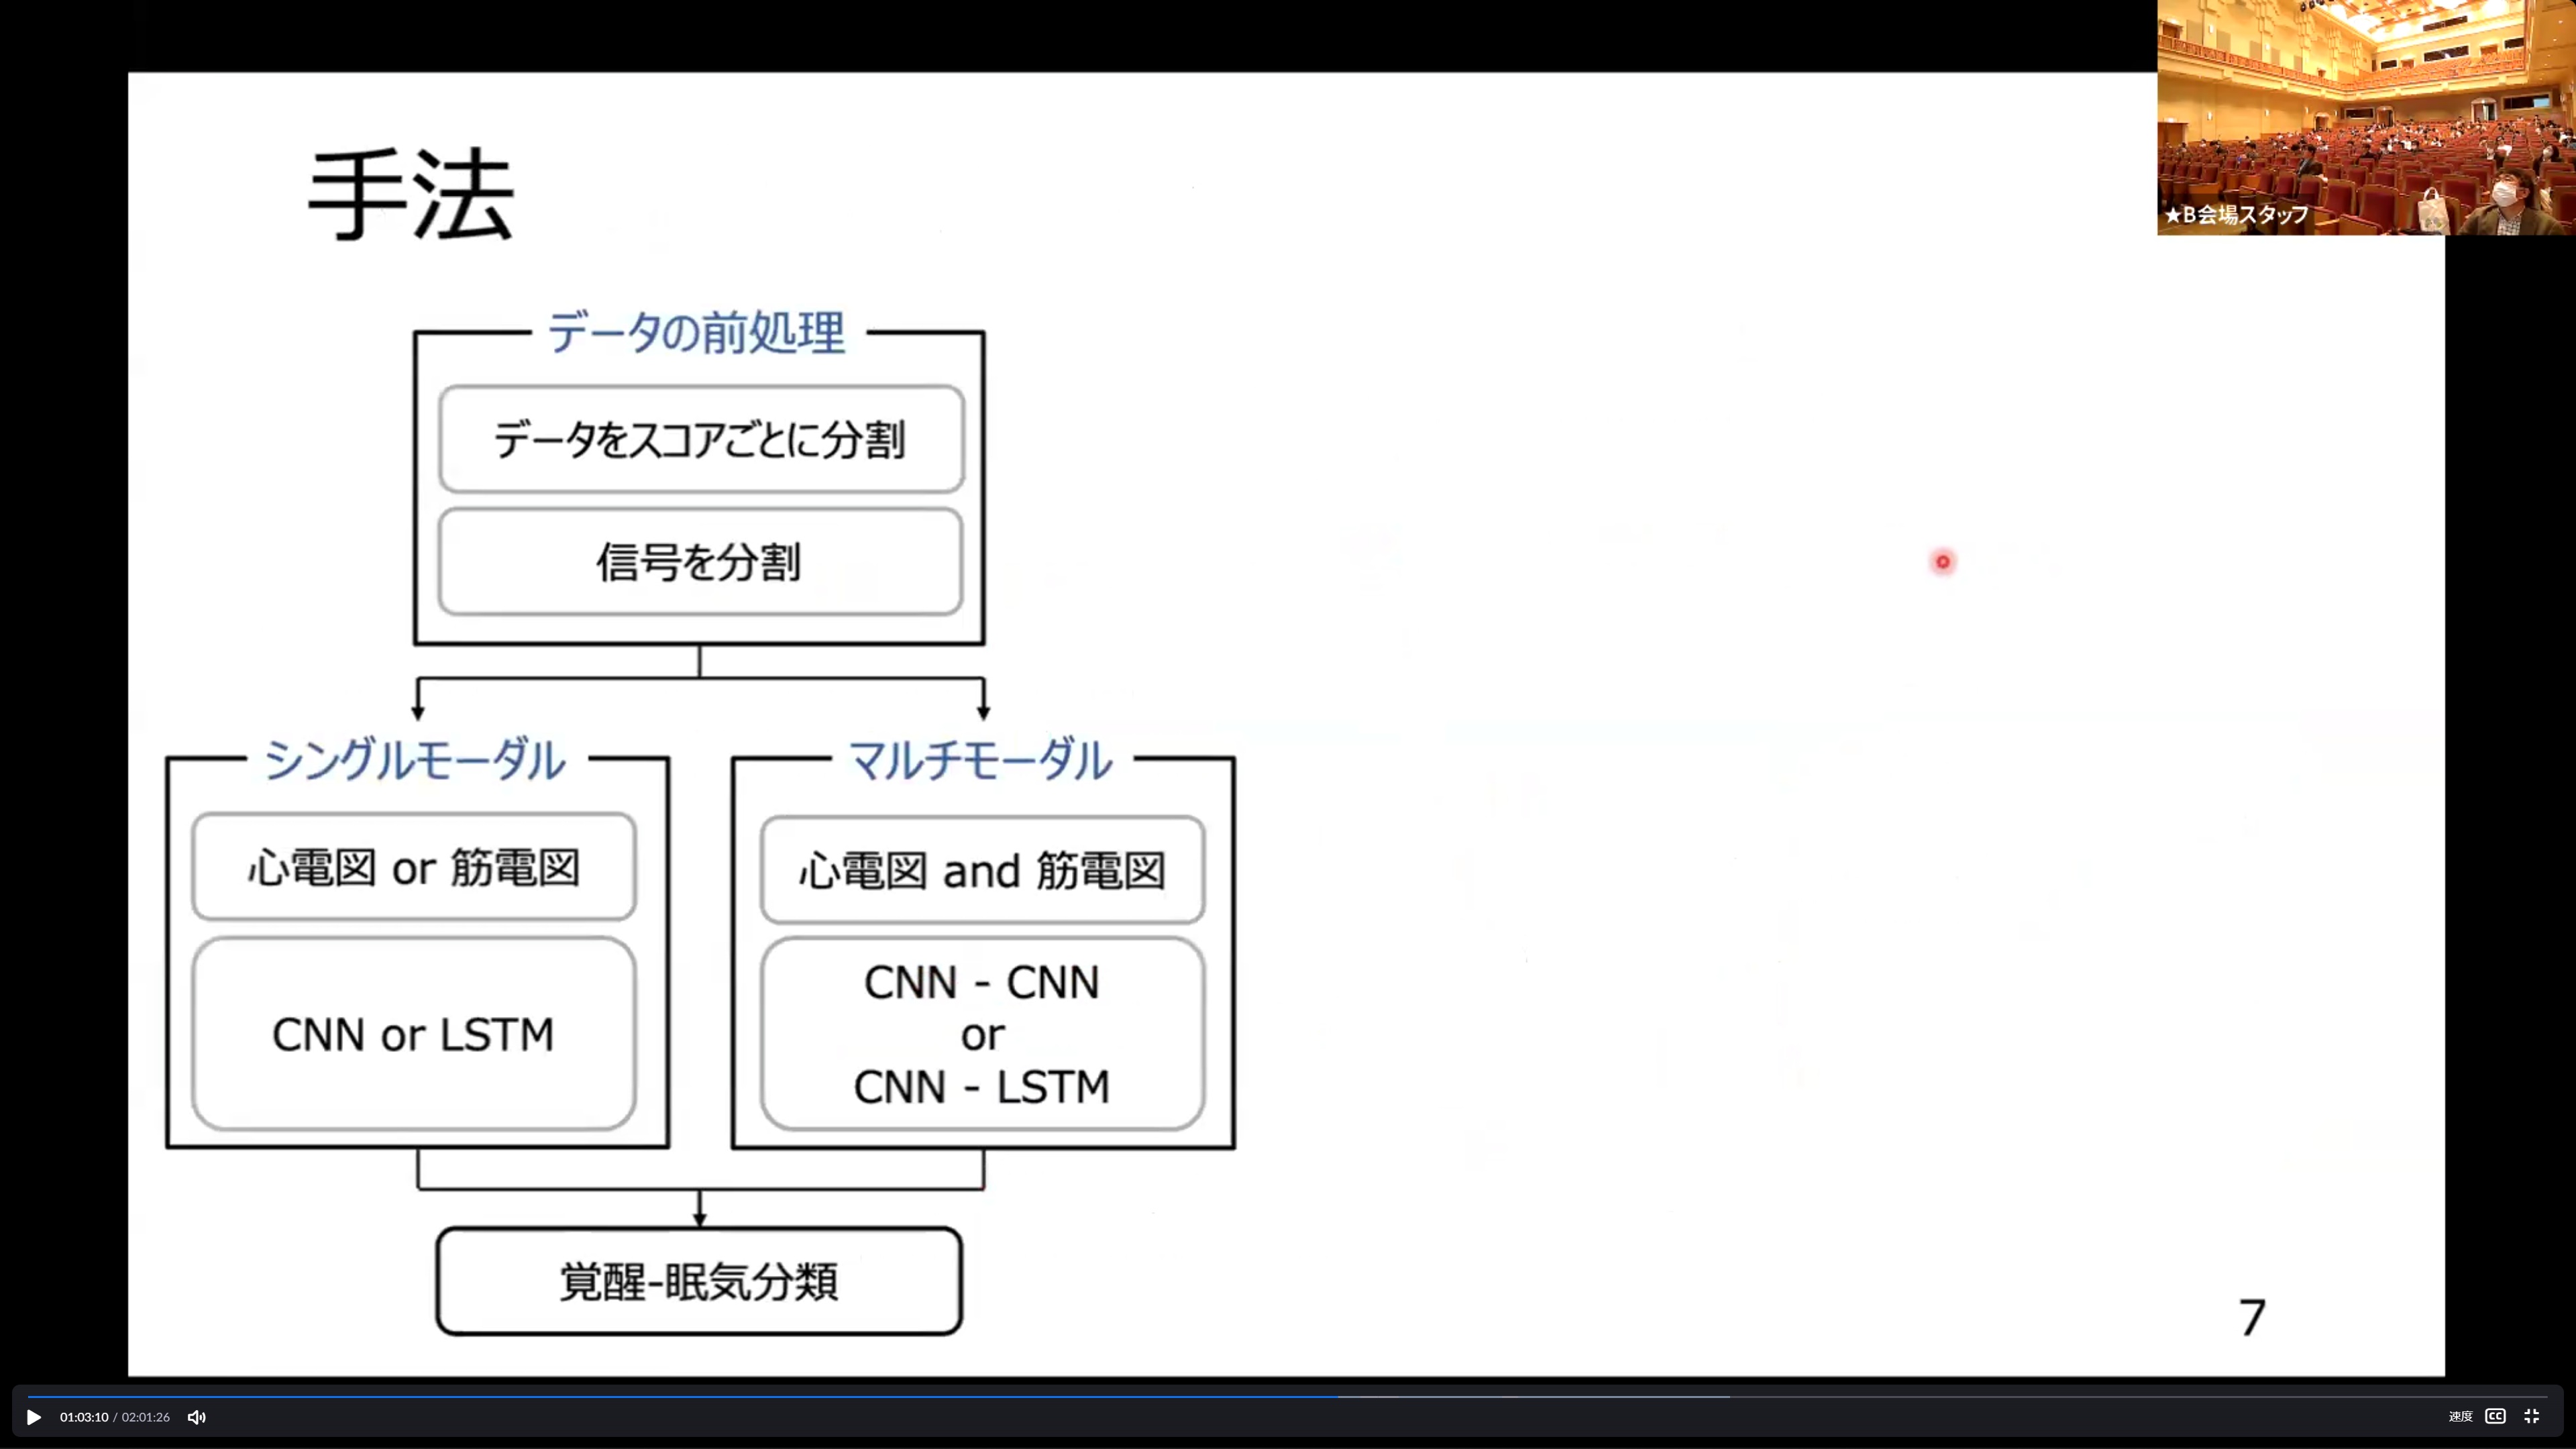 ★B会場スタッフ
手法
データの前処理
データをスコアごとに分割
信号を分割
シングルモーダル
心電図 or 筋電図
CNN or LSTM
マルチモーダル
心電図 and 筋電図
CNN - CNN
or
CNN - LSTM
覚醒-眠気分類
7
01:03:10 / 02:01:26
速度
CC